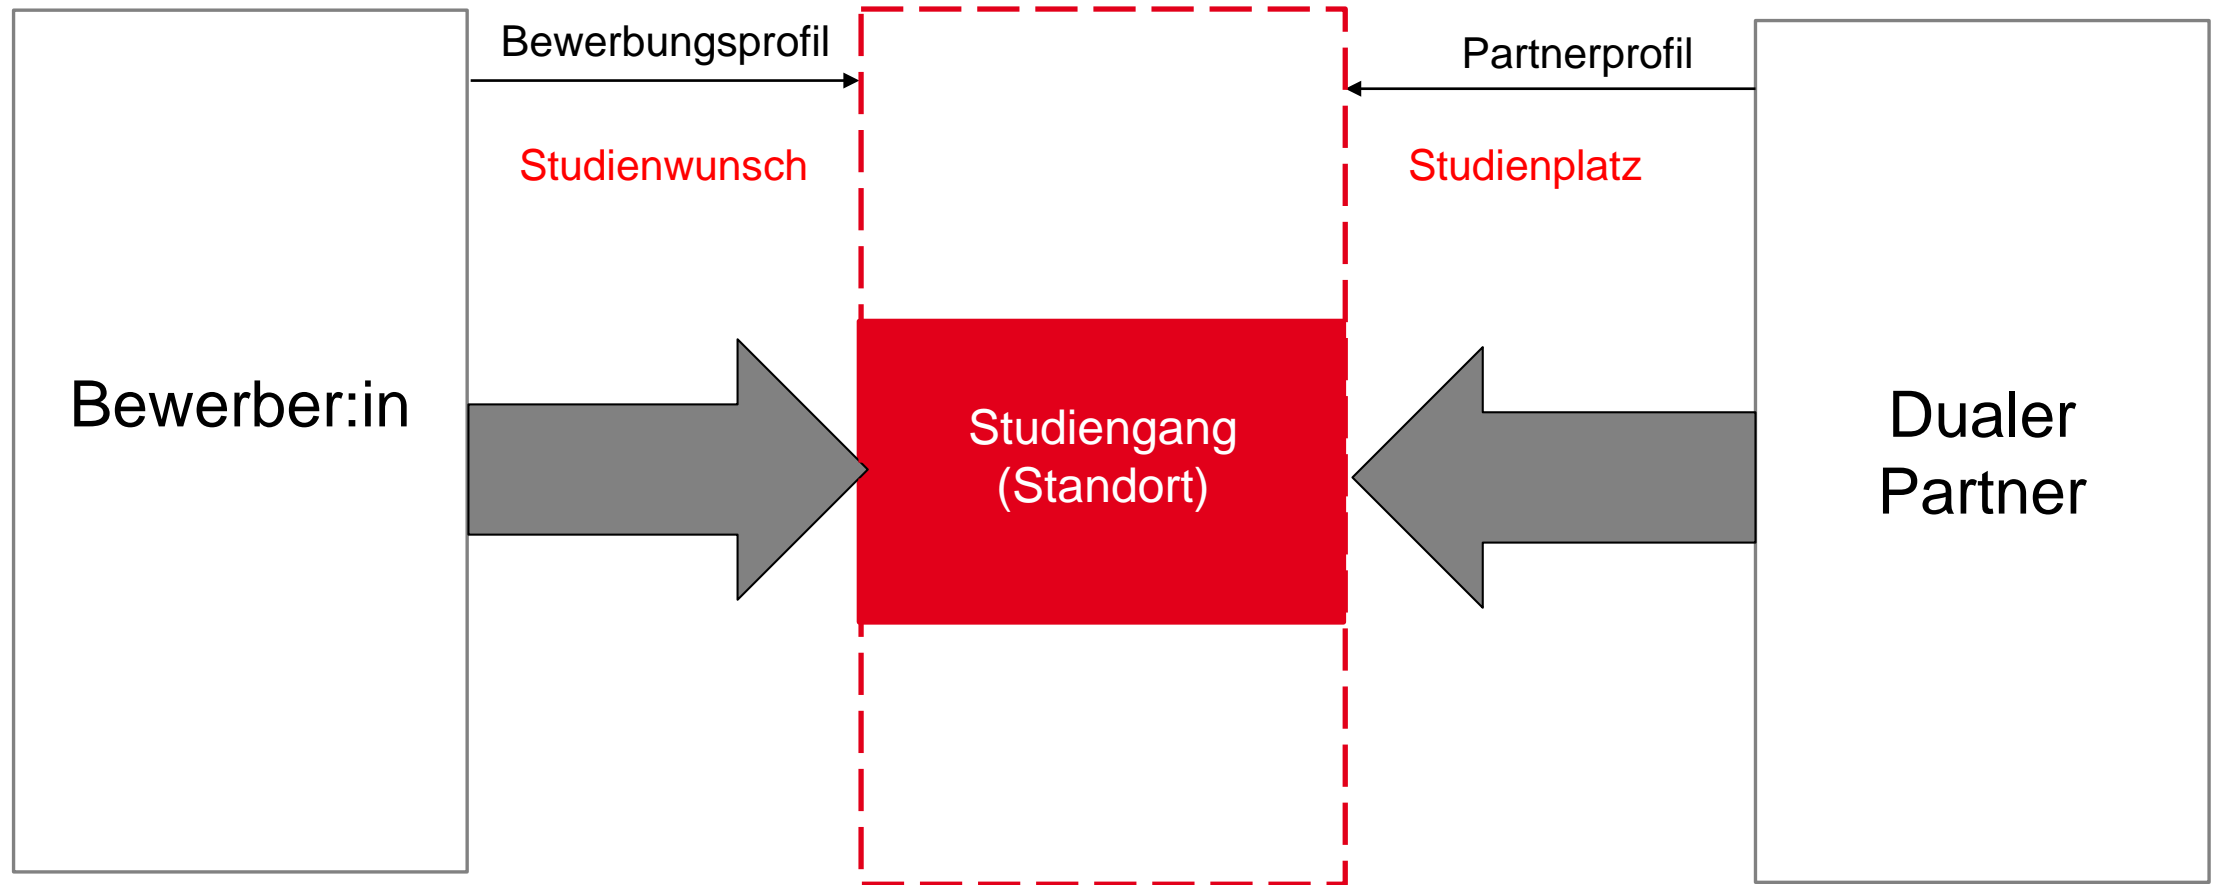 Bewerbungsprofil
Partnerprofil
Studienwunsch
Studienplatz
Bewerber:in
Studiengang
(Standort)
Dualer
Partner